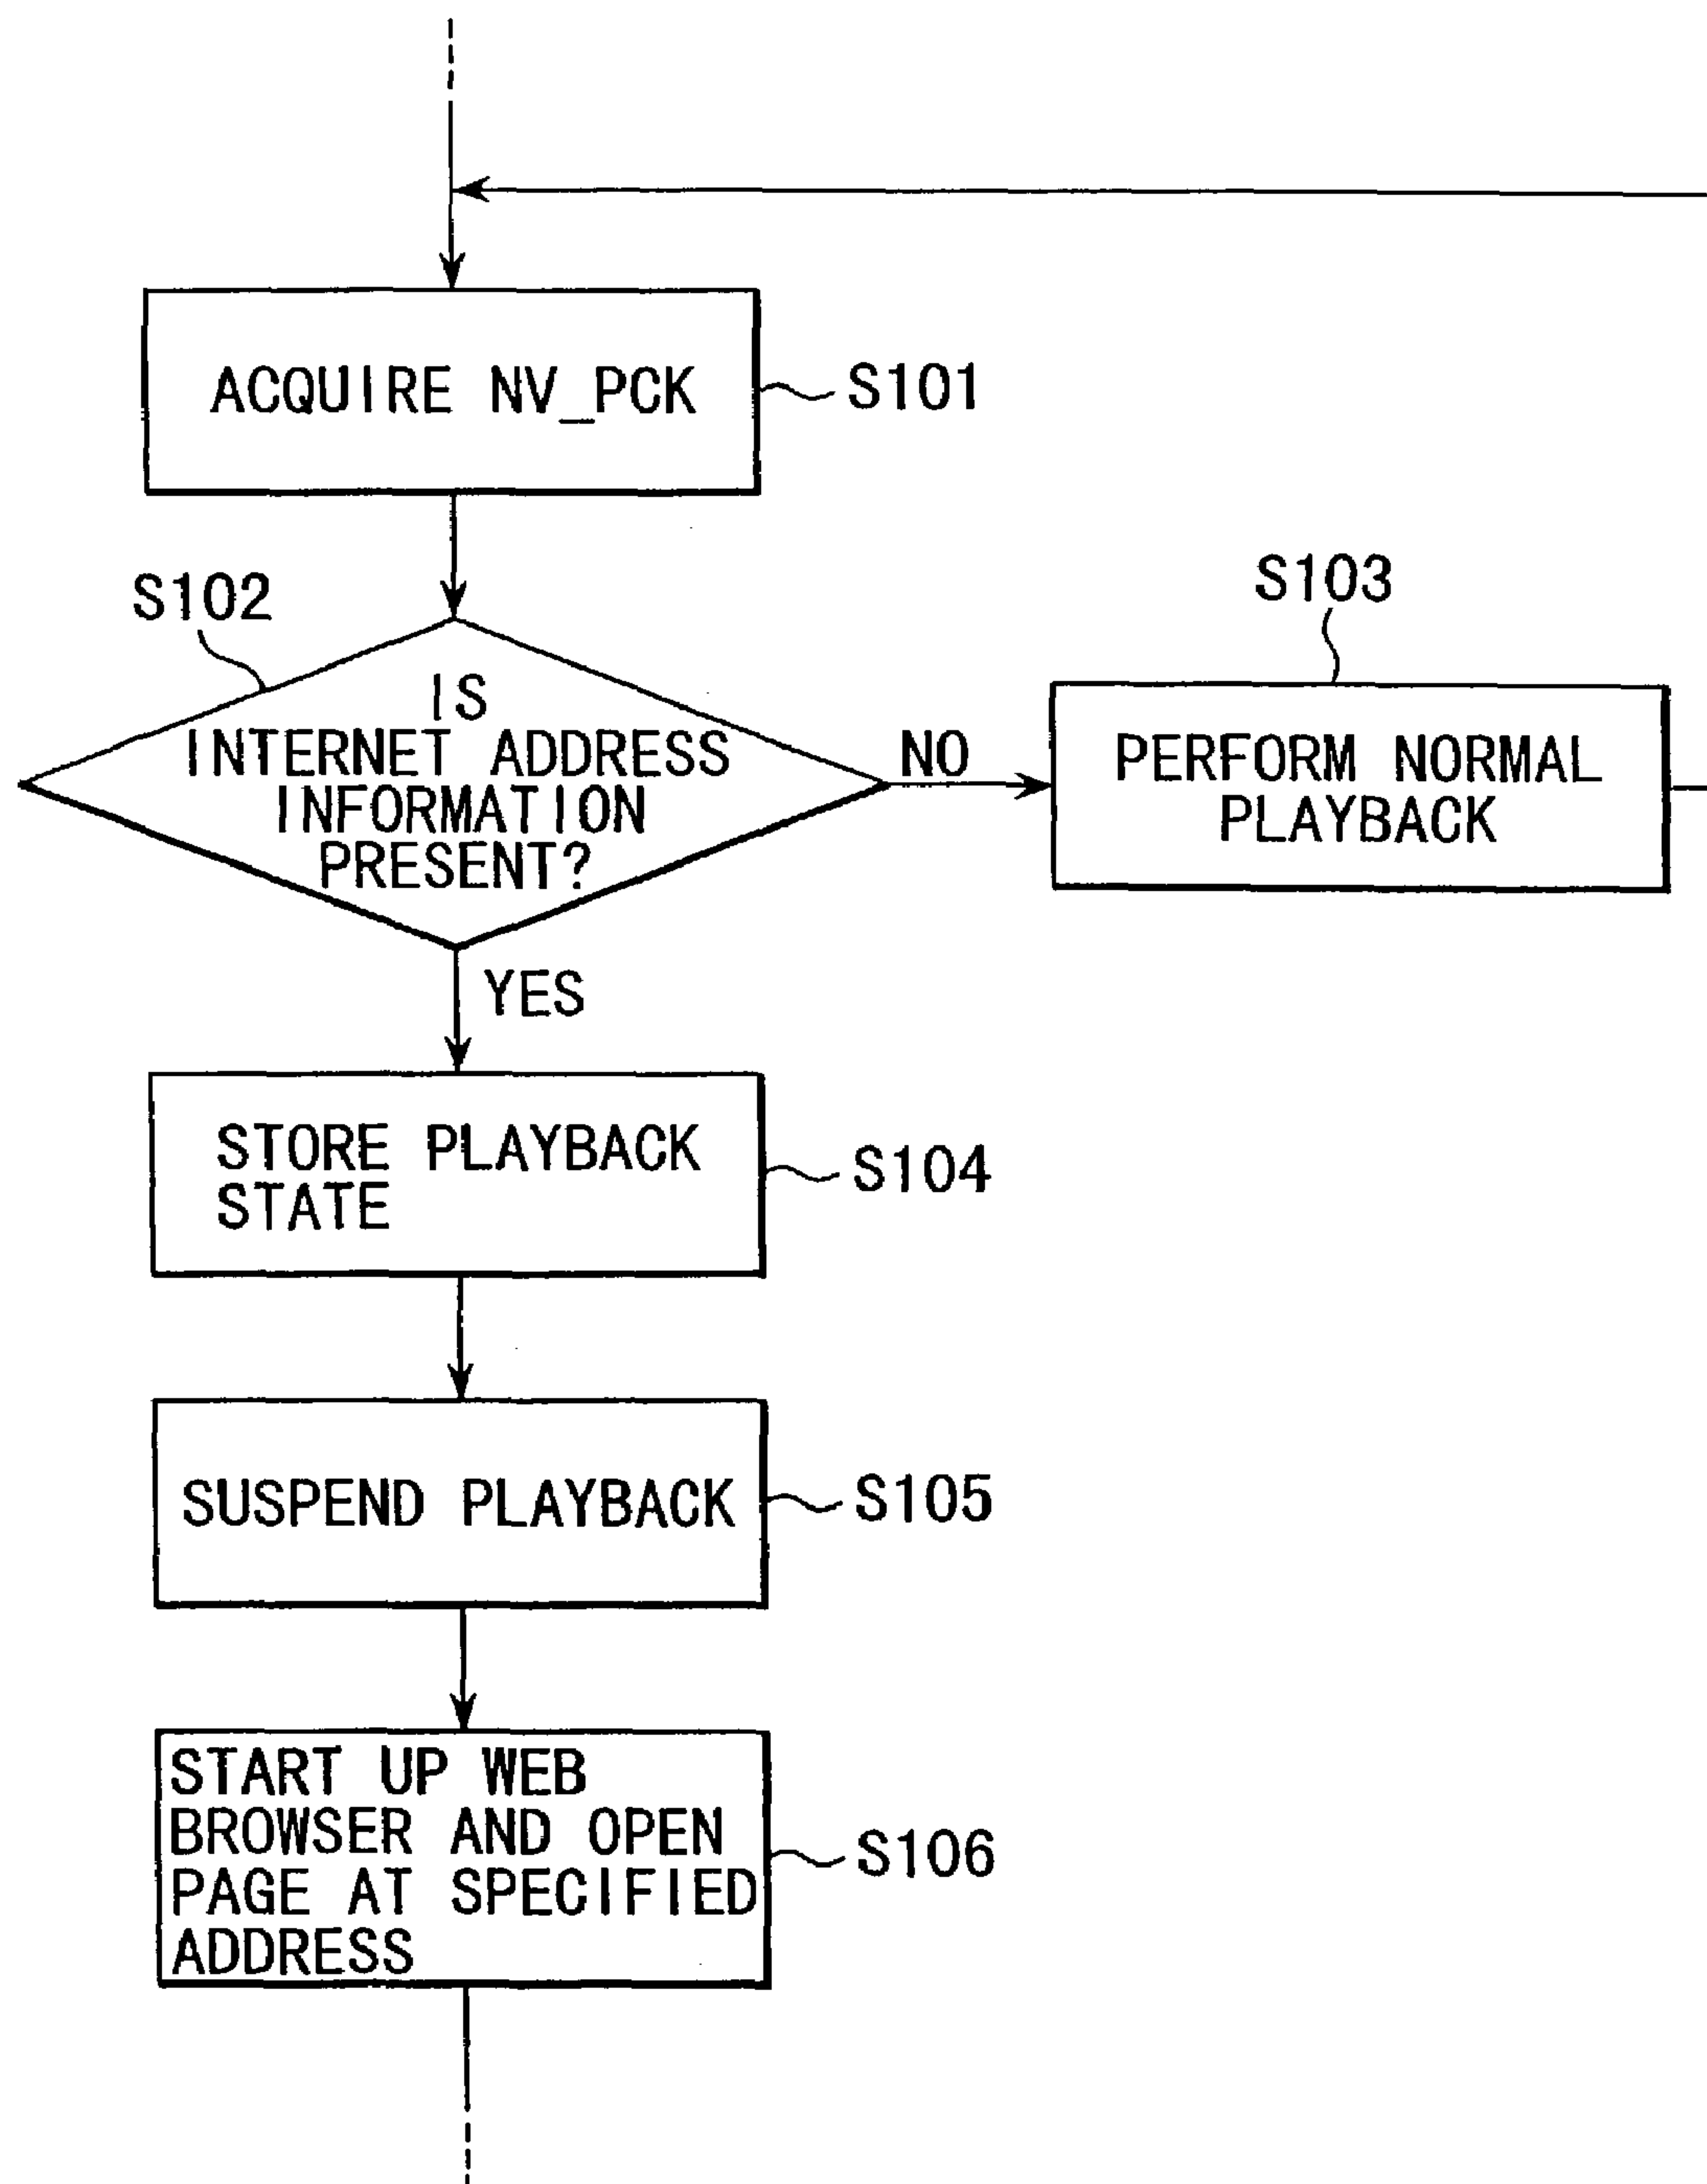 ACQUIRE NV_PCK
S101
S102
IS
INTERNET ADDRESS
INFORMATION
PRESENT?
NO
S103
PERFORM NORMAL
PLAYBACK
YES
STORE PLAYBACK
STATE
S104
SUSPEND PLAYBACK
S105
START UP WEB
BROWSER AND OPEN
PAGE AT SPECIFIED
ADDRESS
S106